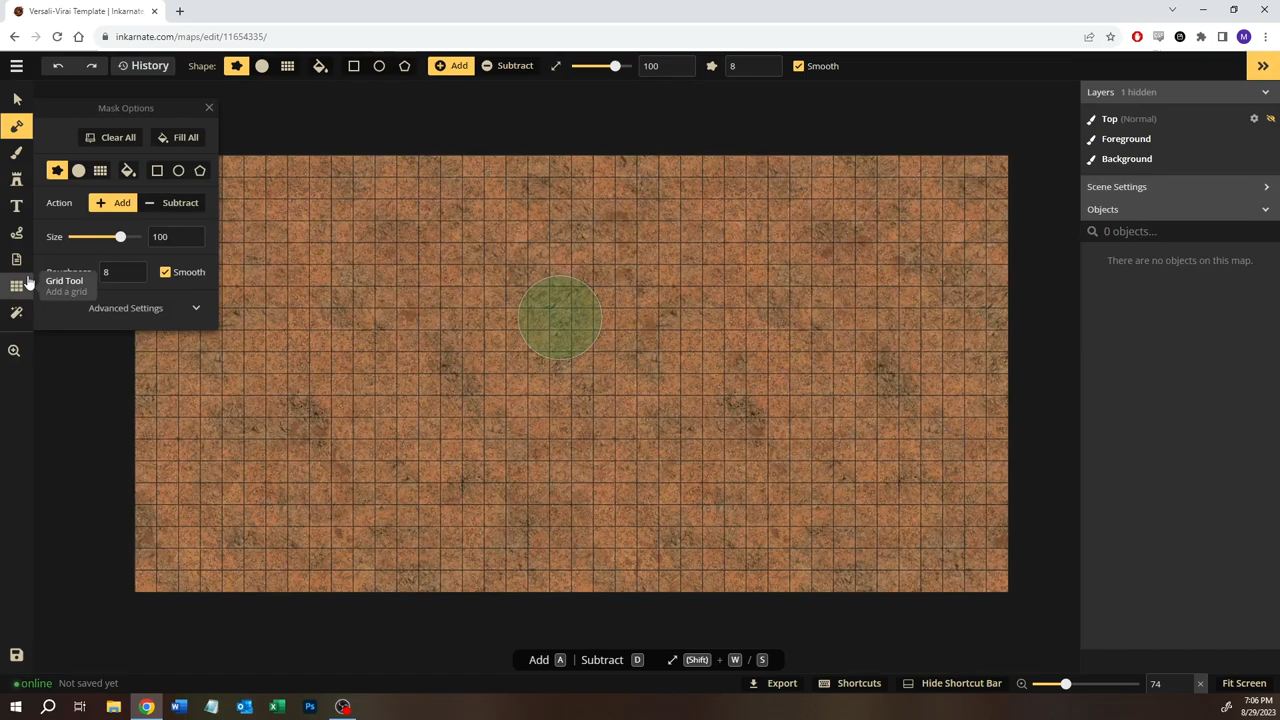 Versali-Virai Template | Inkarnate.com
inkarnate.com/maps/edit/11654335/
M
History
Shape:
Add
Subtract
100
8
Smooth
Mask Options
Clear All
Fill All
Action
Add
Subtract
Size
100
Roughness
8
Smooth
Advanced Settings
Grid Tool
Add a grid
Layers 1 hidden
Top (Normal)
Foreground
Background
Scene Settings
Objects
0 objects...
There are no objects on this map.
Add A | Subtract D (Shift) + W / S
online Not saved yet
Export
Shortcuts
Hide Shortcut Bar
74
Fit Screen
7:06 PM
8/29/2023